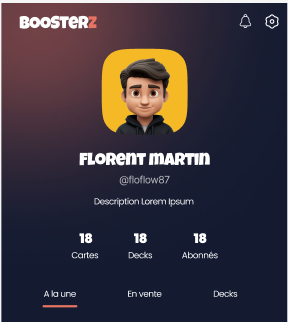 BOOSTERZ
FLORENT MARTIN
@floflow87
Description Lorem Ipsum
18 18 18
Cartes Decks Abonnés
A la une En vente Decks